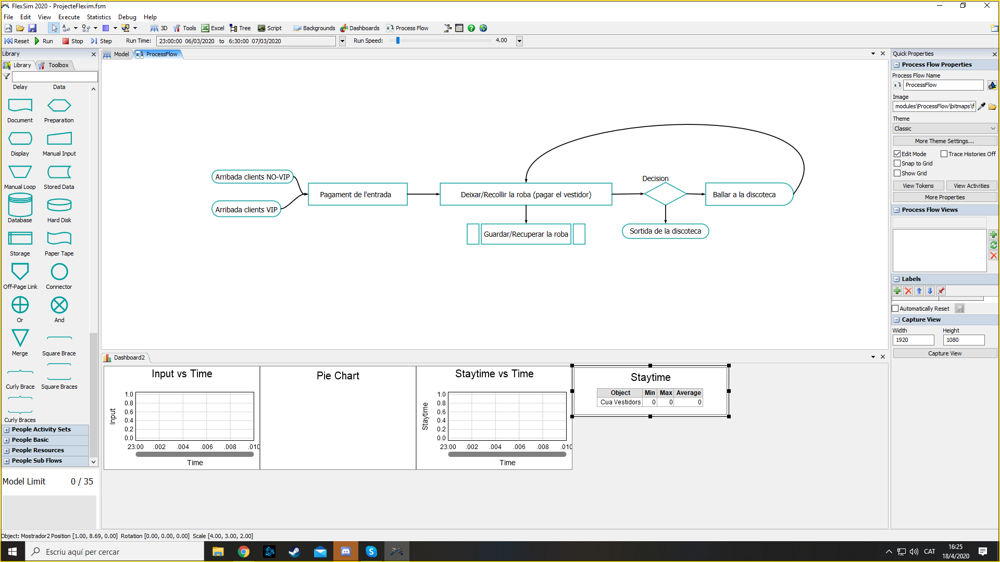 FlexSim 2020 - ProjecteFlexim.fsm
File Edit View Execute Statistics Debug Help
3D Tools Excel Tree Script Backgrounds Dashboards Process Flow
Reset Run Stop Step Run Time: 23:00:00 06/03/2020 to 6:30:00 07/03/2020 Run Speed: 4.00
Library
Library Toolbox
Delay Data
Document Preparation
Display Manual Input
Manual Loop Stored Data
Database Hard Disk
Storage Paper Tape
Off-Page Link Connector
Or And
Merge Square Brace
Curly Brace Square Braces
Curly Braces
People Activity Sets
People Basic
People Resources
People Sub Flows
Model Limit 0 / 35
Model ProcessFlow
Arribada clients NO-VIP
Arribada clients VIP
Pagament de l'entrada
Deixar/Recollir la roba (pagar el vestidor)
Guardar/Recuperar la roba
Decision
Sortida de la discoteca
Ballar a la discoteca
Dashboard2
Input vs Time
Input
1.0
0.8
0.6
0.4
0.2
0.0
23:00 .002 .004 .006 .008 .010
Time
Pie Chart
Staytime vs Time
Staytime
1.0
0.8
0.6
0.4
0.2
0.0
23:00 .002 .004 .006 .008 .010
Time
Staytime
Object Min Max Average
Cua Vestidors 0 0 0
Quick Properties
Process Flow Properties
Process Flow Name
ProcessFlow
Image
modules\ProcessFlow\bitmaps\f
Theme
Classic
More Theme Settings...
Edit Mode Trace Histories Off
Snap to Grid
Show Grid
View Tokens View Activities
More Properties
Process Flow Views
Labels
Automatically Reset
Capture View
Width Height
1920 1080
Capture View
Object: Mostrador2 Position [1.00, 8.69, 0.00] Rotation [0.00, 0.00, 0.00] Scale [4.00, 3.00, 2.00]
Escriu aquí per cercar
CAT
16:25
18/4/2020